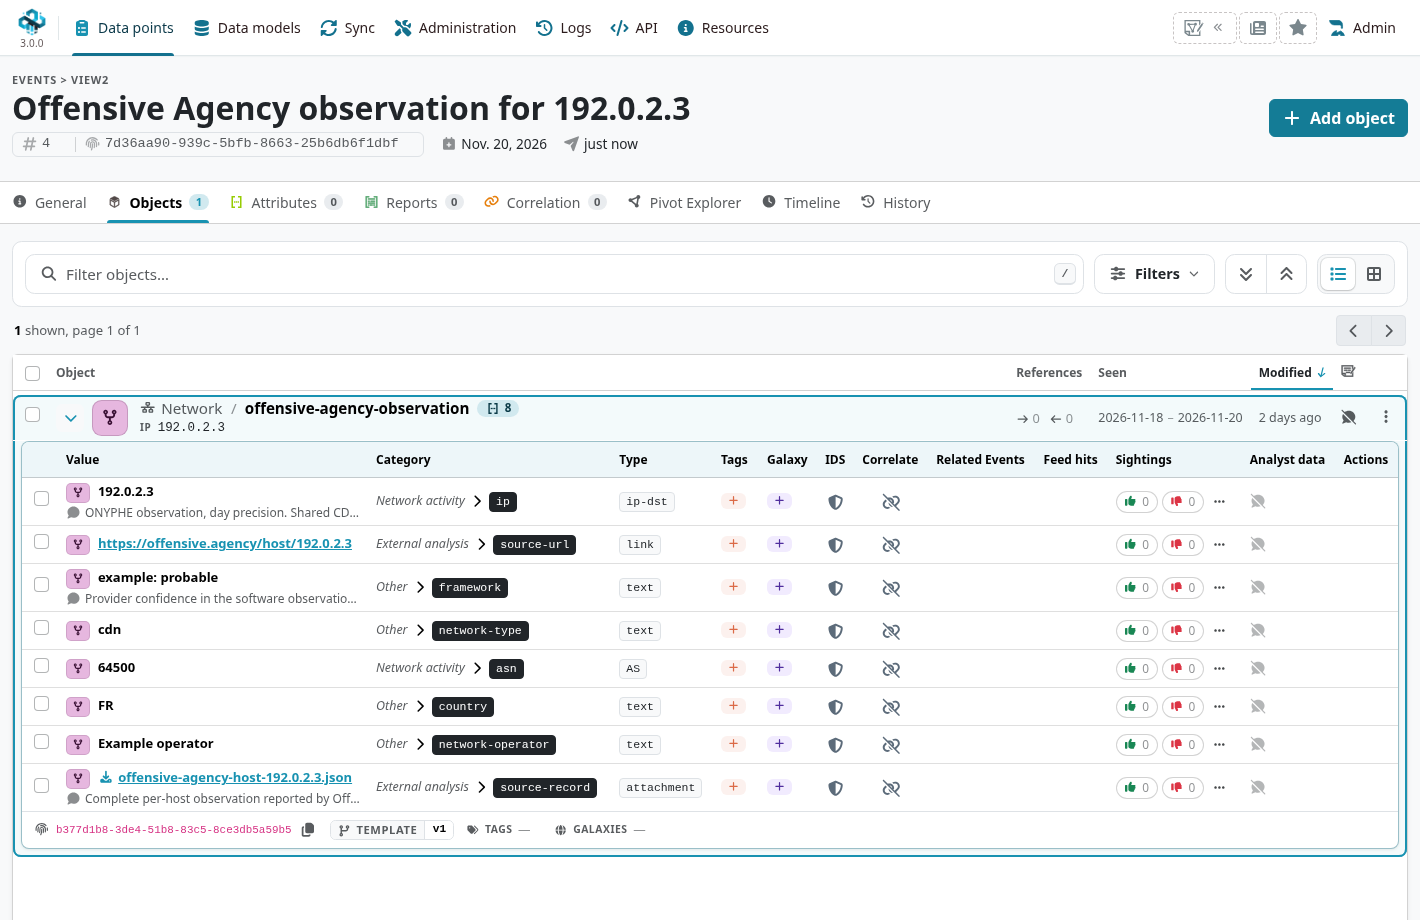 3.0.0
Data points
Data models
Sync
Administration
Logs
API
Resources
Admin
EVENTS > VIEW2
Offensive Agency observation for 192.0.2.3
Add object
4
7d36aa90-939c-5bfb-8663-25b6db6f1dbf
Nov. 20, 2026
just now
General
Objects 1
Attributes 0
Reports 0
Correlation 0
Pivot Explorer
Timeline
History
Filter objects...
/
Filters
1 shown, page 1 of 1
Object References Seen Modified
Network / offensive-agency-observation 8
IP 192.0.2.3
0 0 2026-11-18 – 2026-11-20 2 days ago
Value Category Type Tags Galaxy IDS Correlate Related Events Feed hits Sightings Analyst data Actions
192.0.2.3 Network activity ip ip-dst + + 0 0
ONYPHE observation, day precision. Shared CD...
https://offensive.agency/host/192.0.2.3 External analysis source-url link + + 0 0
example: probable Other framework text + + 0 0
Provider confidence in the software observatio...
cdn Other network-type text + + 0 0
64500 Network activity asn AS + + 0 0
FR Other country text + + 0 0
Example operator Other network-operator text + + 0 0
offensive-agency-host-192.0.2.3.json External analysis source-record attachment + + 0 0
Complete per-host observation reported by Off...
b377d1b8-3de4-51b8-83c5-8ce3db5a59b5 TEMPLATE v1 TAGS — GALAXIES —